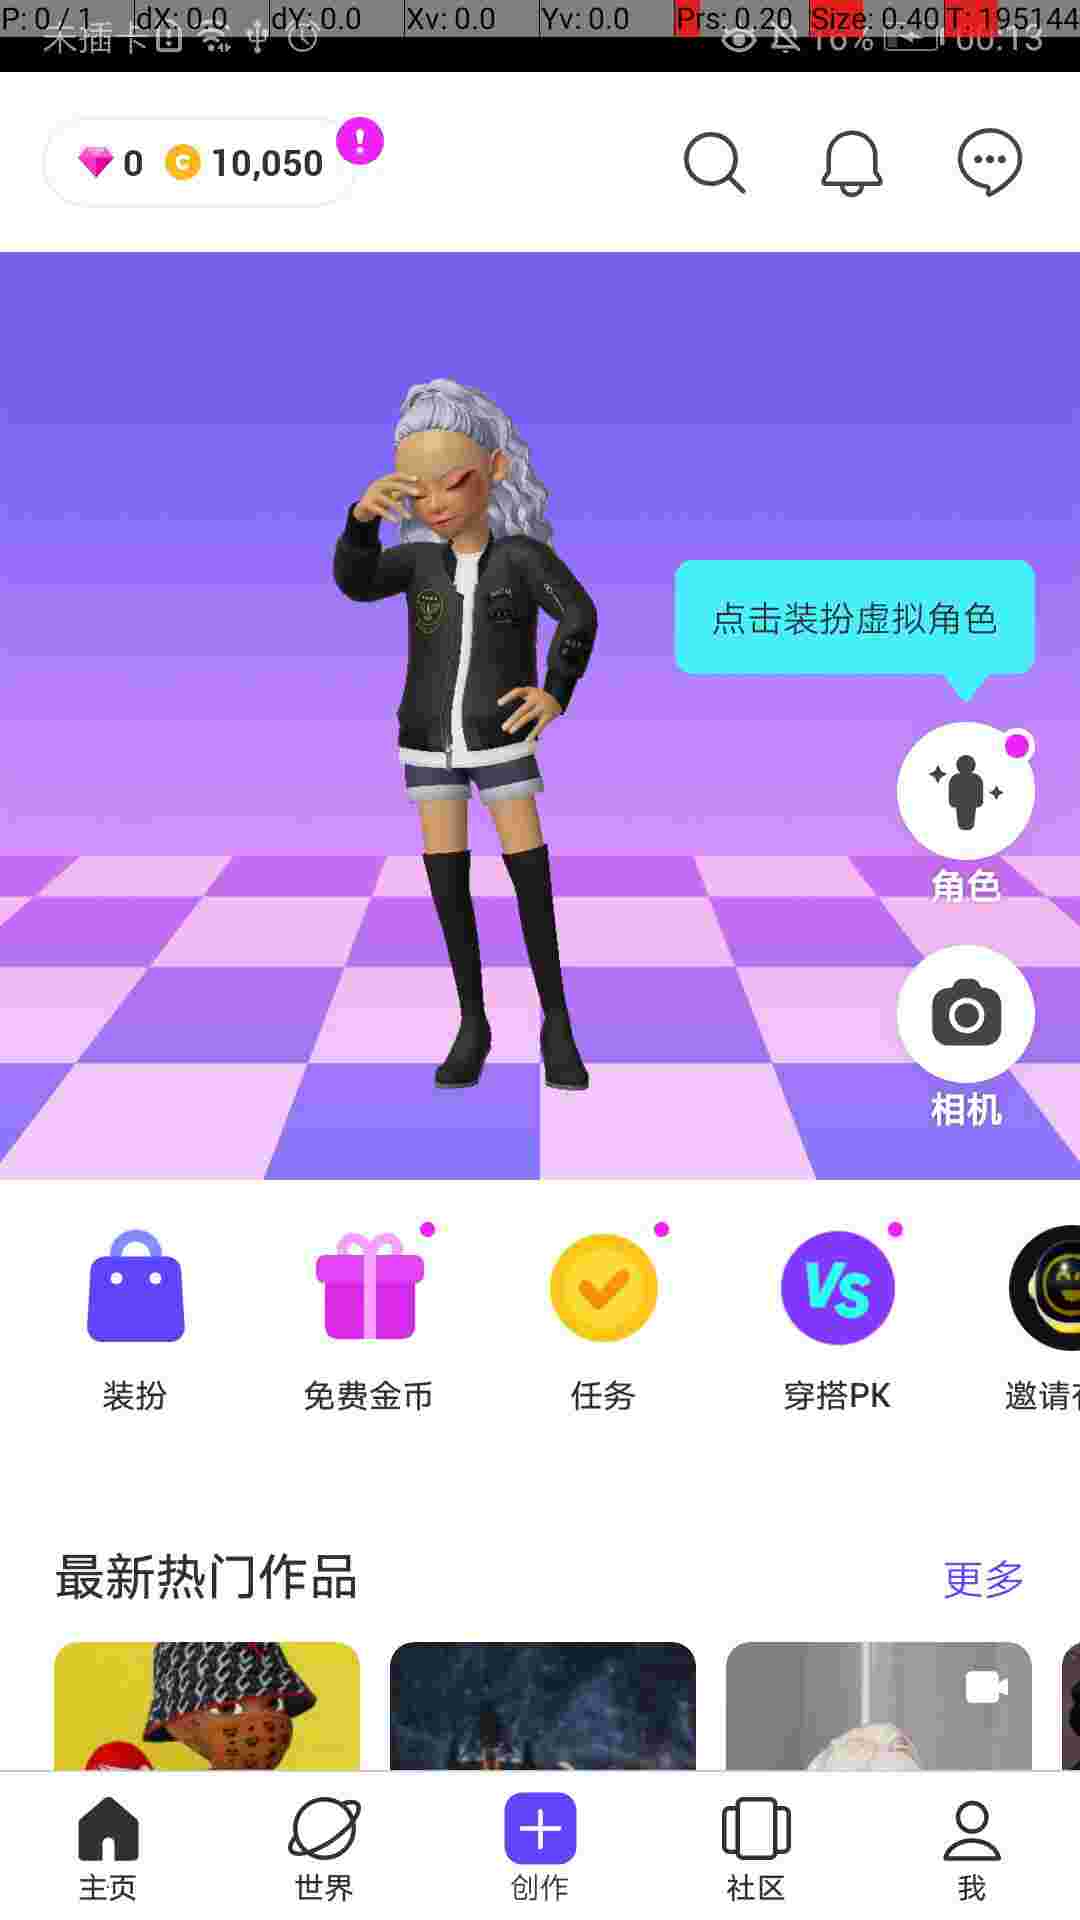 P: 0 / 1 dX: 0.0 dY: 0.0 Xv: 0.0 Yv: 0.0 Prs: 0.20 Size: 0.40 T: 195144
未插卡 16% 00:13
0 10,050
点击装扮虚拟角色
角色
相机
VS
装扮 免费金币 任务 穿搭PK 邀请
最新热门作品 更多
主页 世界 创作 社区 我